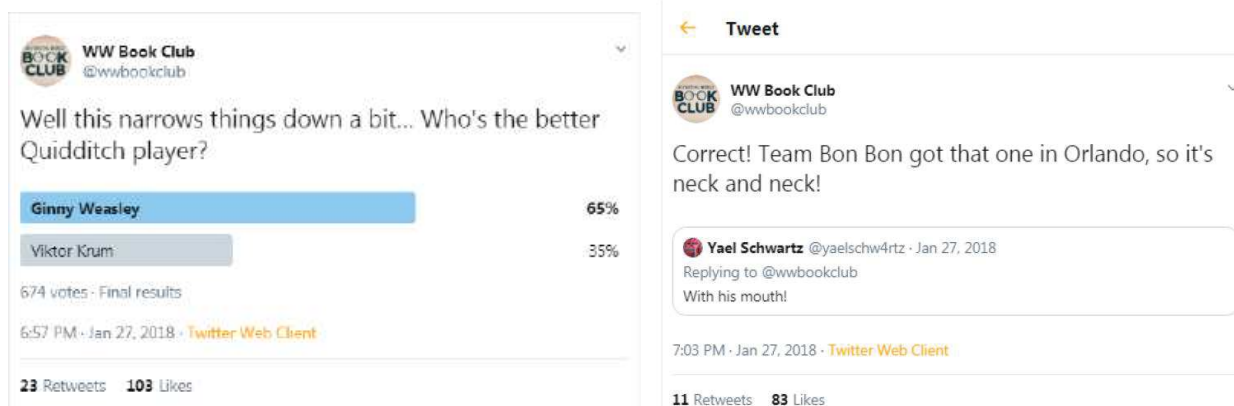 BOOK
CLUB
WW Book Club
@wwbookclub
Well this narrows things down a bit... Who's the better
Quidditch player?
Ginny Weasley 65%
Viktor Krum 35%
674 votes · Final results
6:57 PM · Jan 27, 2018 · Twitter Web Client
23 Retweets 103 Likes
← Tweet
BOOK
CLUB
WW Book Club
@wwbookclub
Correct! Team Bon Bon got that one in Orlando, so it's
neck and neck!
Yael Schwartz @yaelschw4rtz · Jan 27, 2018
Replying to @wwbookclub
With his mouth!
7:03 PM · Jan 27, 2018 · Twitter Web Client
11 Retweets 83 Likes